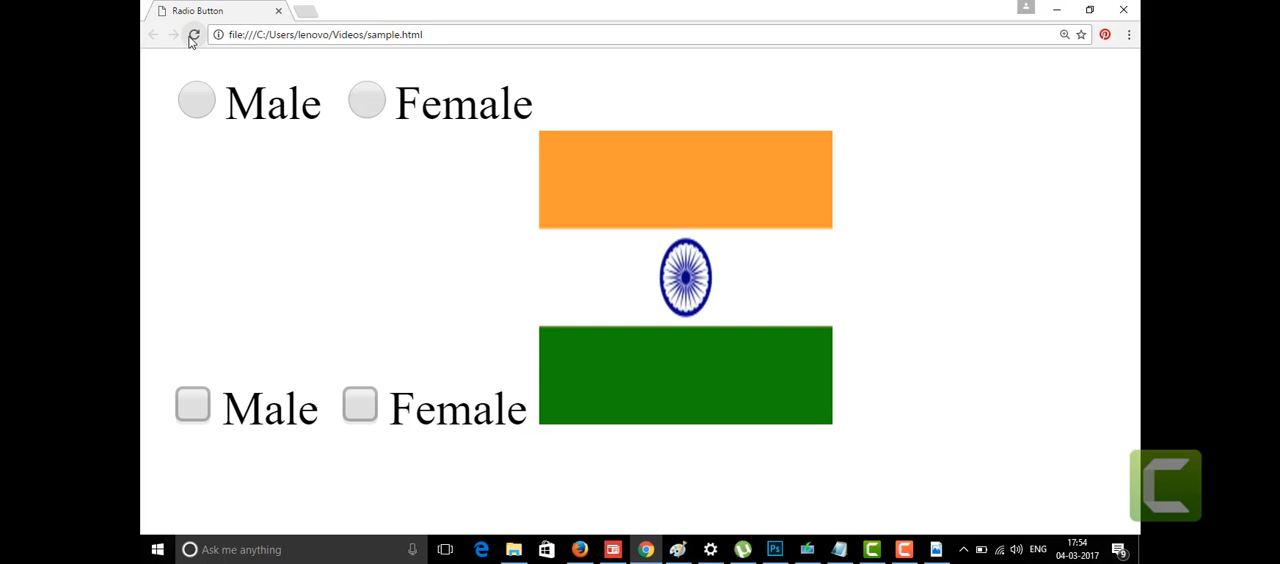 Radio Button
file:///C:/Users/lenovo/Videos/sample.html
Male Female
Male Female
Ask me anything
ENG
17:54
04-03-2017
9